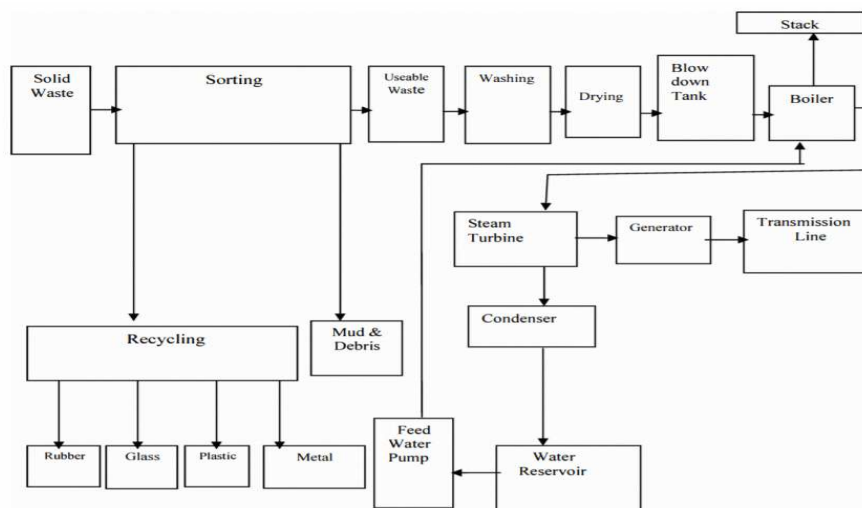 Stack
Solid
Waste
Sorting
Useable
Waste
Washing
Drying
Blow
down
Tank
Boiler
Steam
Turbine
Generator
Transmission
Line
Condenser
Recycling
Mud &
Debris
Rubber
Glass
Plastic
Metal
Feed
Water
Pump
Water
Reservoir